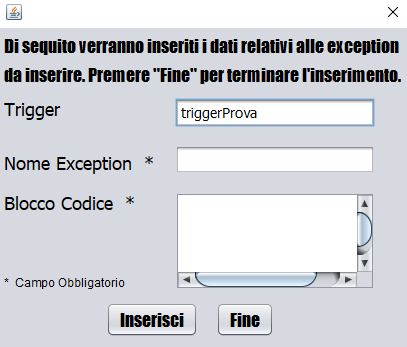 Di sequito verranno inseriti i dati relativi alle exception
da inserire. Premere "Fine" per terminare l'inserimento.
Trigger triggerProva
Nome Exception *
Blocco Codice *
* Campo Obbligatorio
Inserisci Fine